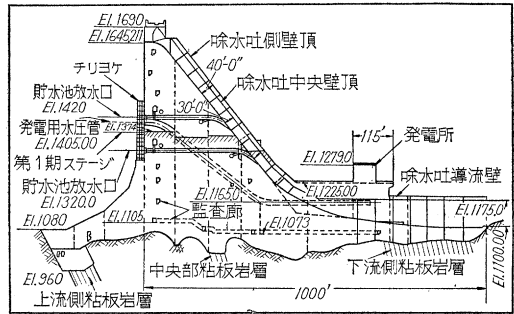 El.1690
El.1645.211
余水吐側壁頂
40'-0"
余水吐中央壁頂
チリヨケ
貯水池放水口
El.1420
30'-0"
発電用水圧管
El.1405.00
第1期ステージ
貯水池放水口
El.1320.0
115'
発電所
El.1279.0
El.1225.00
余水吐導流壁
El.1165.0
El.1175.0
監査廊
El.1105
El.1073
El.1080
El.1100.00
El.960
中央部粘板岩層
下流側粘板岩層
上流側粘板岩層
1000'